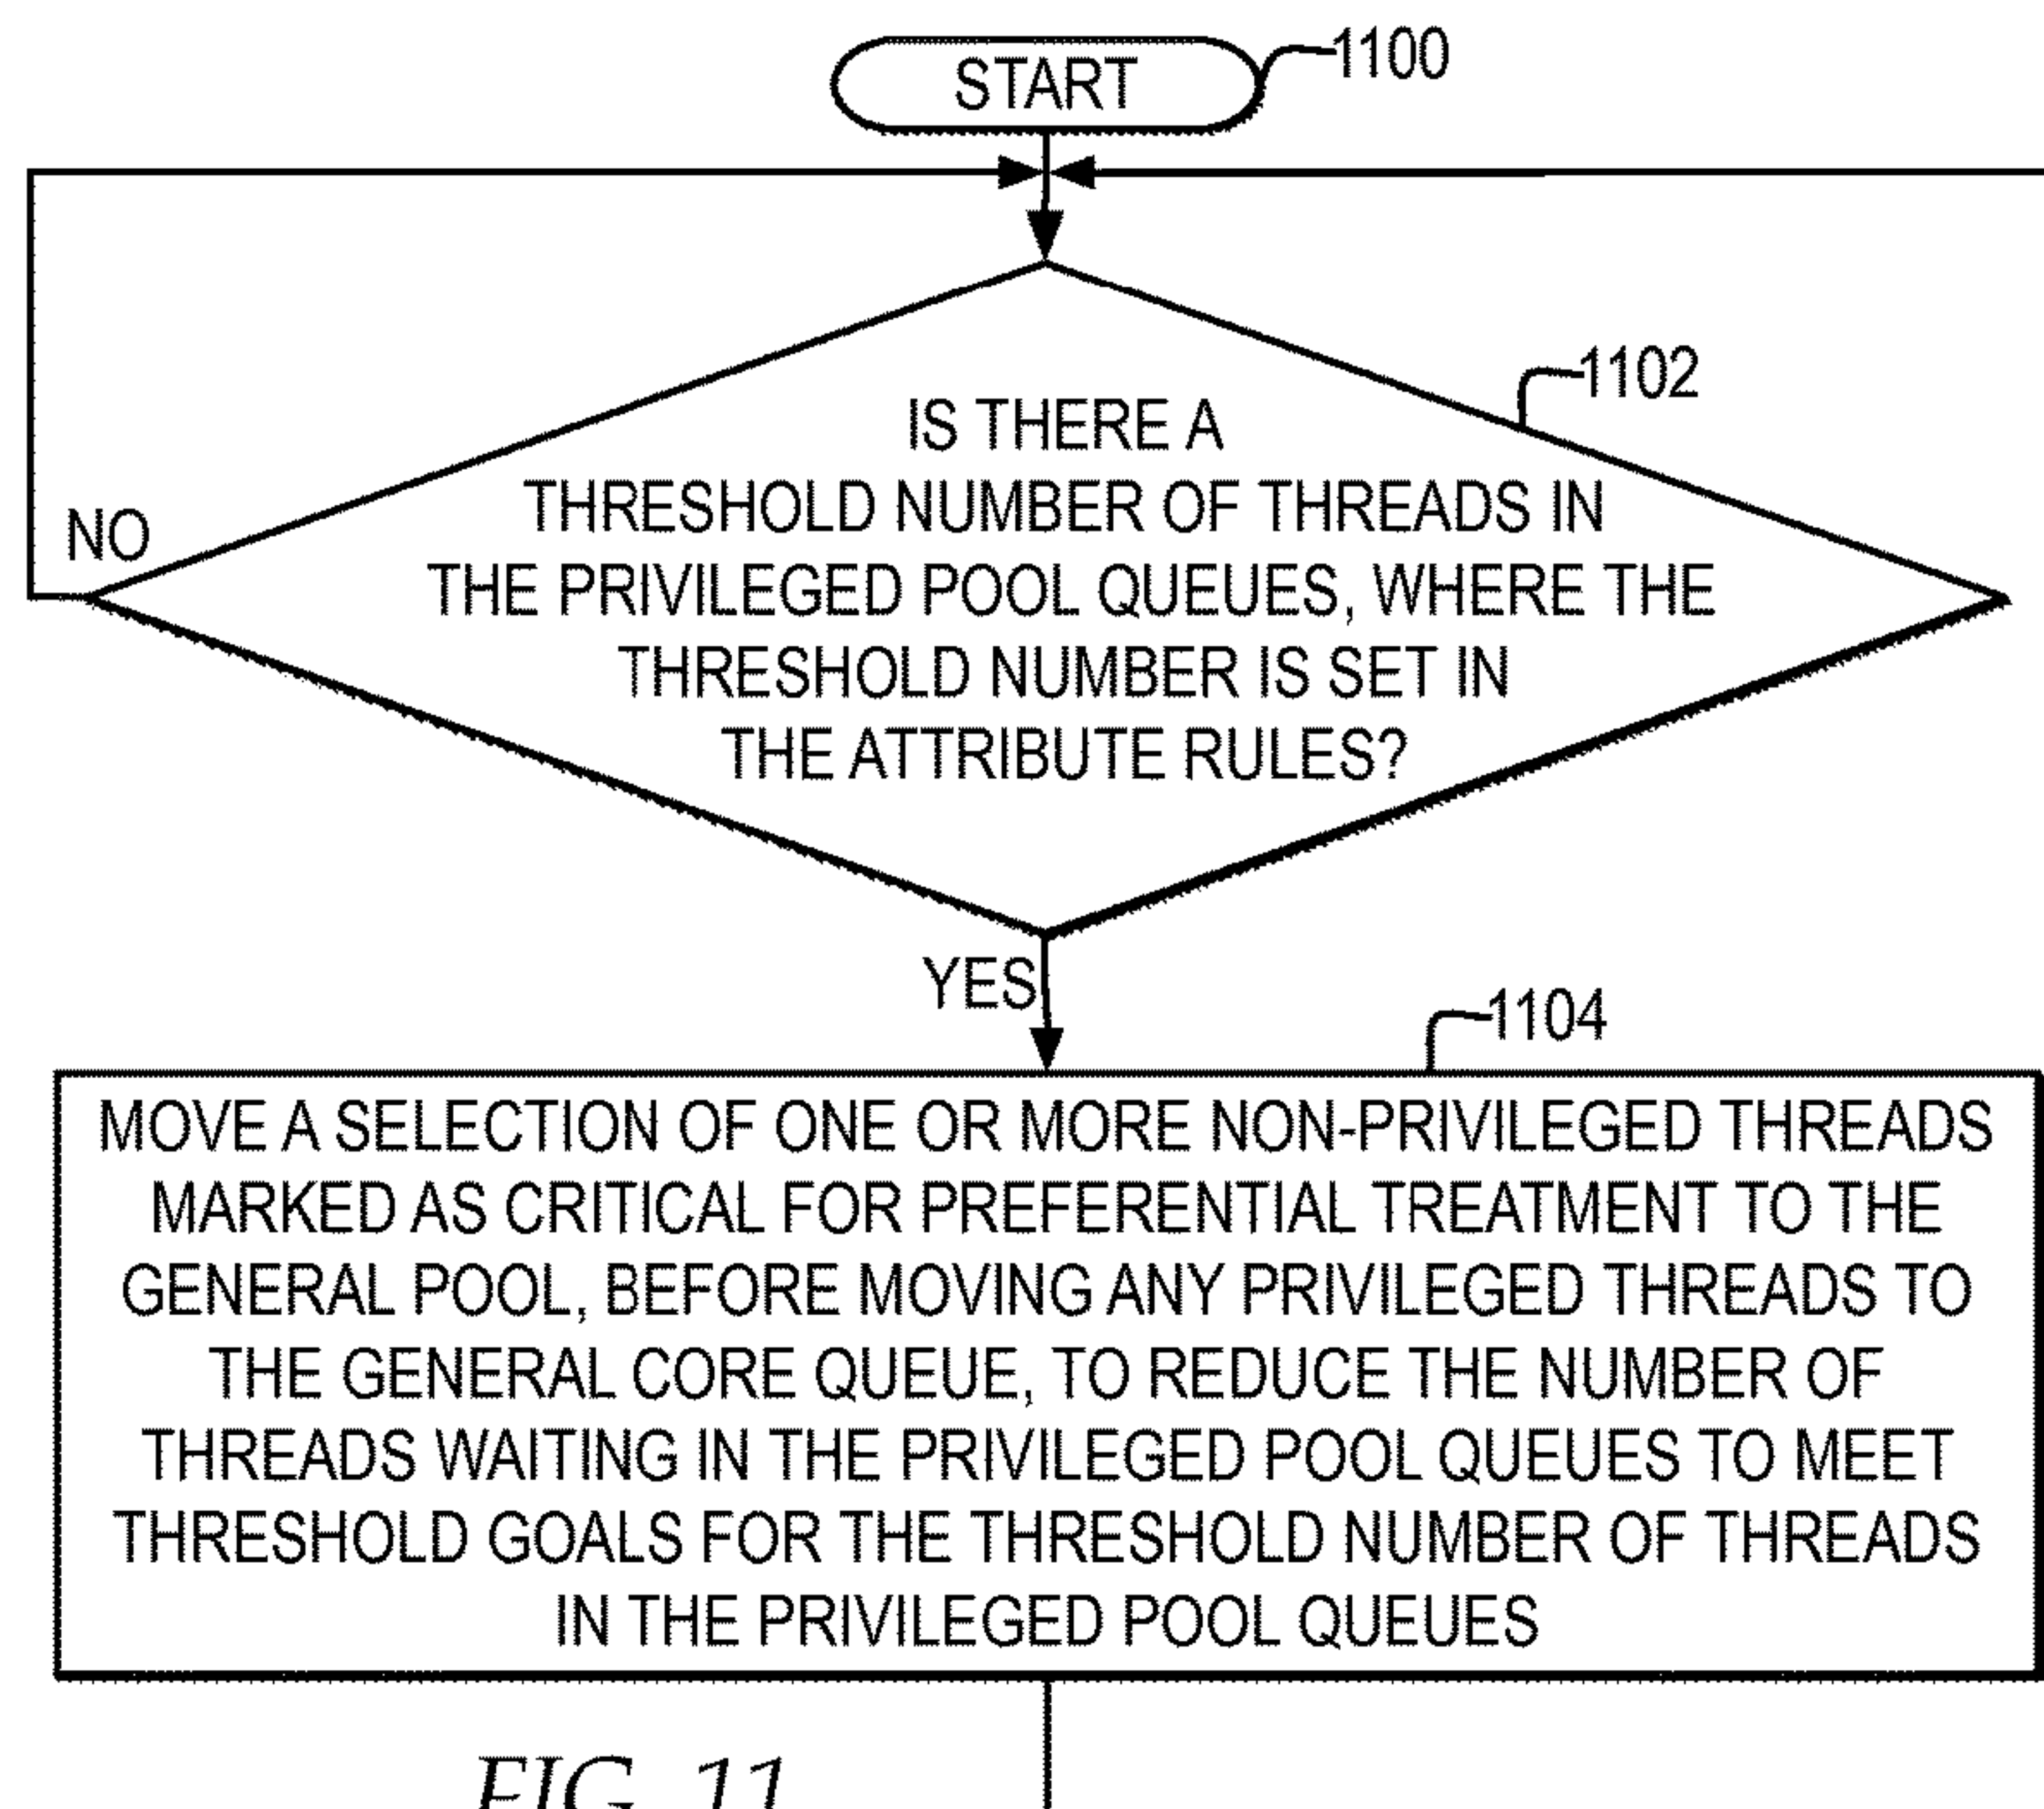 START
1100
1102
IS THERE A
THRESHOLD NUMBER OF THREADS IN
THE PRIVILEGED POOL QUEUES, WHERE THE
THRESHOLD NUMBER IS SET IN
THE ATTRIBUTE RULES?
NO
YES
1104
MOVE A SELECTION OF ONE OR MORE NON-PRIVILEGED THREADS
MARKED AS CRITICAL FOR PREFERENTIAL TREATMENT TO THE
GENERAL POOL, BEFORE MOVING ANY PRIVILEGED THREADS TO
THE GENERAL CORE QUEUE, TO REDUCE THE NUMBER OF
THREADS WAITING IN THE PRIVILEGED POOL QUEUES TO MEET
THRESHOLD GOALS FOR THE THRESHOLD NUMBER OF THREADS
IN THE PRIVILEGED POOL QUEUES
FIG. 11